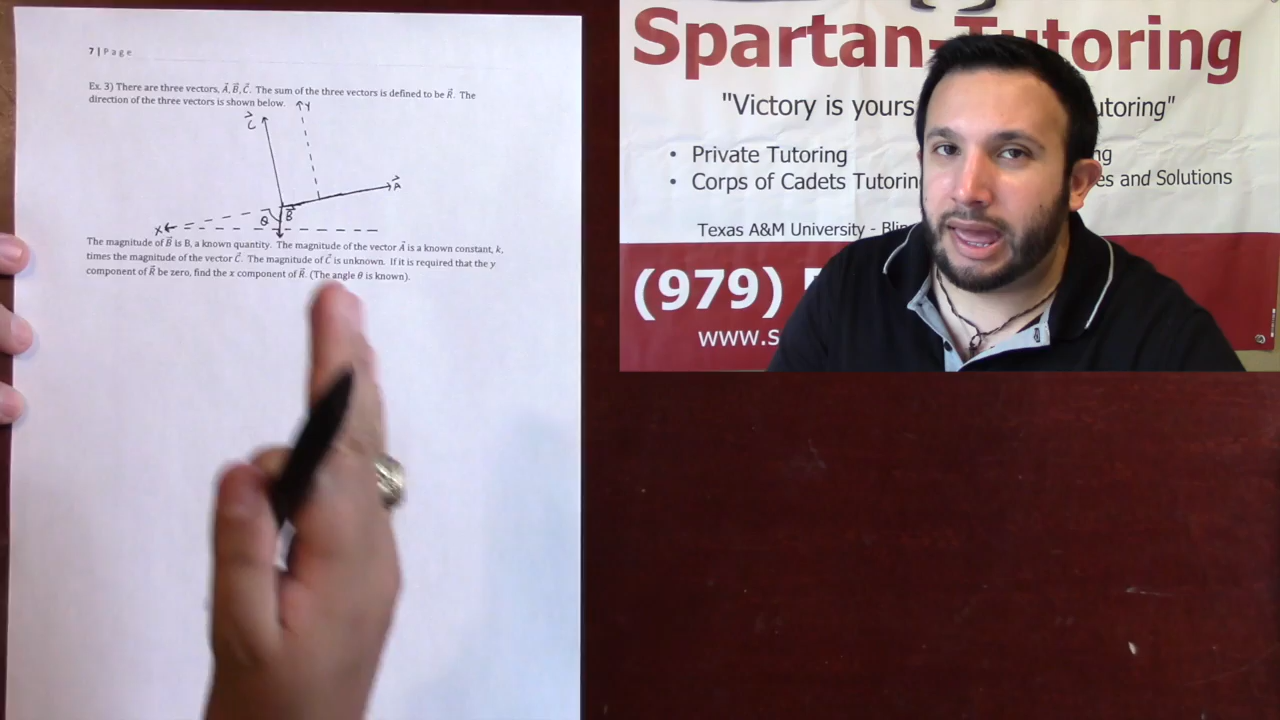 7 | P a g e
Ex. 3) There are three vectors, A⃗, B⃗, C⃗. The sum of the three vectors is defined to be R⃗. The
direction of the three vectors is shown below.
Y
C⃗
A⃗
θ
B⃗
X
The magnitude of B⃗ is B, a known quantity. The magnitude of the vector A⃗ is a known constant, k,
times the magnitude of the vector C⃗. The magnitude of C⃗ is unknown. If it is required that the y
component of R⃗ be zero, find the x component of R⃗. (The angle θ is known).
Spartan-Tutoring
"Victory is yours utoring"
• Private Tutoring
• Corps of Cadets es and Solutions
Texas A&M University -
(979)
www.s